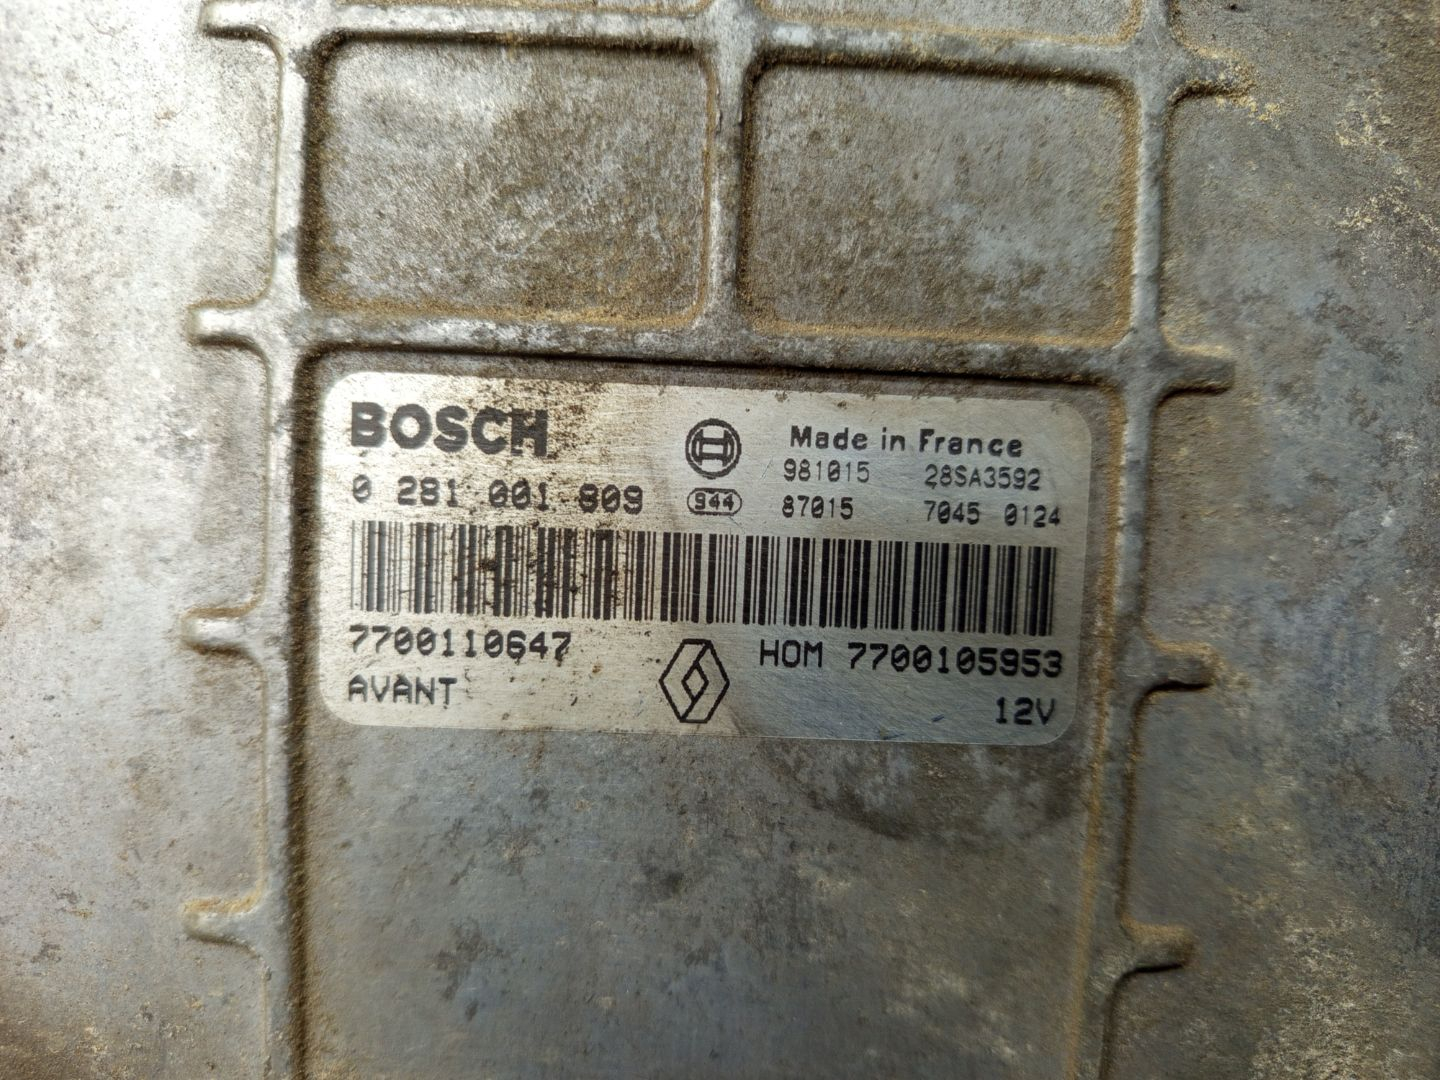 BOSCH
Made in France
981015 28SA3592
0 281 001 809
944
87015 7045 0124
7700110647
HOM 7700105953
AVANT
12V